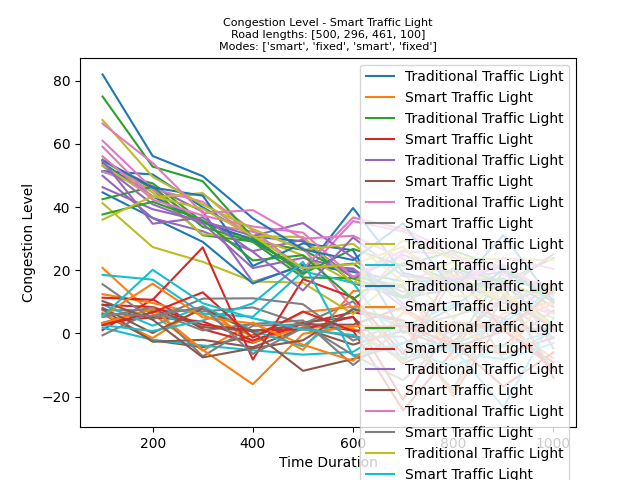 Congestion Level - Smart Traffic Light
Road lengths: [500, 296, 461, 100]
Modes: ['smart', 'fixed', 'smart', 'fixed']
Congestion Level
80
60
40
20
0
−20
200
400
600
800
1000
Time Duration
Traditional Traffic Light
Smart Traffic Light
Traditional Traffic Light
Smart Traffic Light
Traditional Traffic Light
Smart Traffic Light
Traditional Traffic Light
Smart Traffic Light
Traditional Traffic Light
Smart Traffic Light
Traditional Traffic Light
Smart Traffic Light
Traditional Traffic Light
Smart Traffic Light
Traditional Traffic Light
Smart Traffic Light
Traditional Traffic Light
Smart Traffic Light
Traditional Traffic Light
Smart Traffic Light